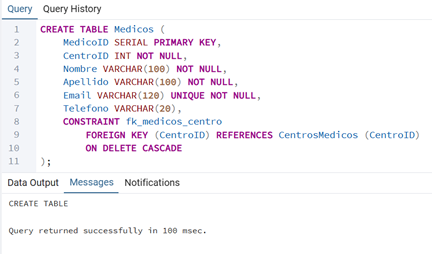 Query Query History
1 CREATE TABLE Medicos (
2 MedicoID SERIAL PRIMARY KEY,
3 CentroID INT NOT NULL,
4 Nombre VARCHAR(100) NOT NULL,
5 Apellido VARCHAR(100) NOT NULL,
6 Email VARCHAR(120) UNIQUE NOT NULL,
7 Telefono VARCHAR(20),
8 CONSTRAINT fk_medicos_centro
9 FOREIGN KEY (CentroID) REFERENCES CentrosMedicos (CentroID)
10 ON DELETE CASCADE
11 );
Data Output Messages Notifications
CREATE TABLE
Query returned successfully in 100 msec.